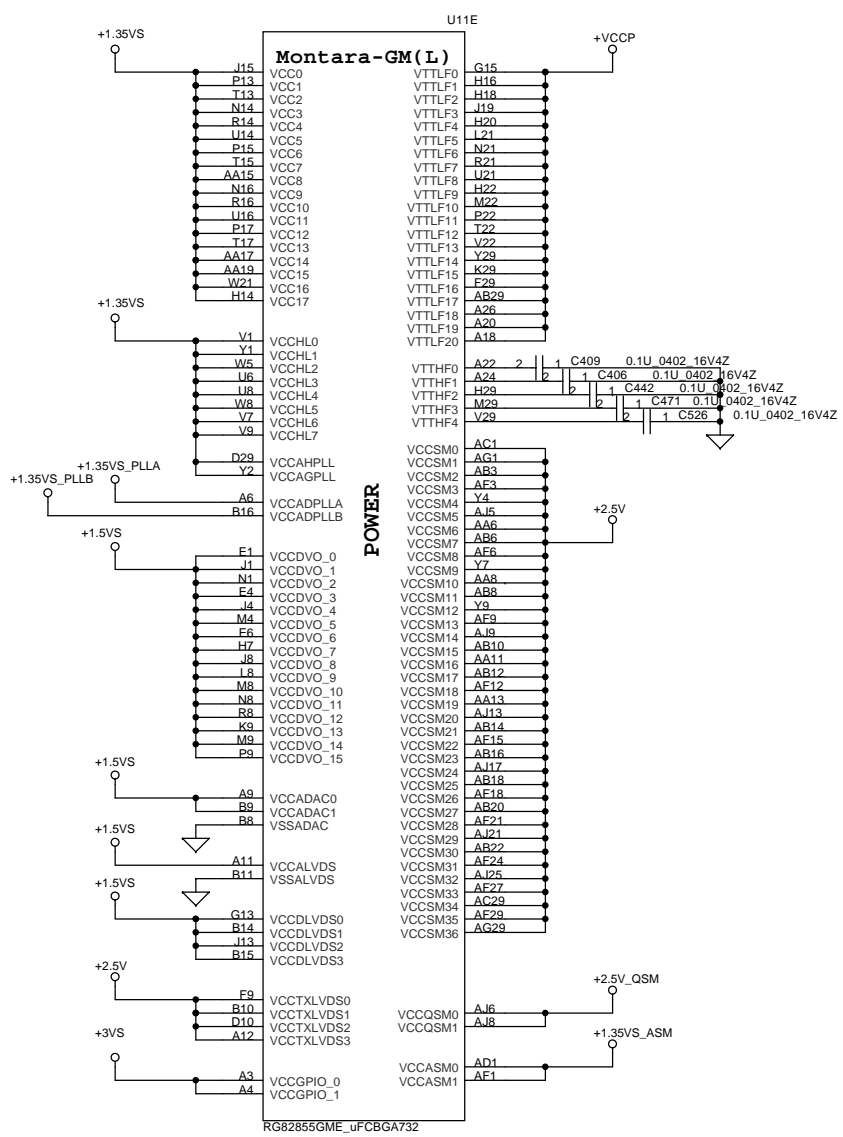 U11E
+1.35VS
+VCCP
Montara-GM(L)
J15 VCC0 VTTLF0 G15
P13 VCC1 VTTLF1 H16
T13 VCC2 VTTLF2 H18
N14 VCC3 VTTLF3 J19
R14 VCC4 VTTLF4 H20
U14 VCC5 VTTLF5 L21
P15 VCC6 VTTLF6 N21
T15 VCC7 VTTLF7 R21
AA15 VCC8 VTTLF8 U21
N16 VCC9 VTTLF9 H22
R16 VCC10 VTTLF10 M22
U16 VCC11 VTTLF11 P22
P17 VCC12 VTTLF12 T22
T17 VCC13 VTTLF13 V22
AA17 VCC14 VTTLF14 Y29
AA19 VCC15 VTTLF15 K29
W21 VCC16 VTTLF16 F29
H14 VCC17 VTTLF17 AB29
VTTLF18 A26
VTTLF19 A20
VTTLF20 A18
+1.35VS
V1 VCCHL0
Y1 VCCHL1
W5 VCCHL2 VTTHF0 A22 2 1 C409 0.1U_0402_16V4Z
U6 VCCHL3 VTTHF1 A24 2 1 C406 0.1U_0402_16V4Z
U8 VCCHL4 VTTHF2 H29 2 1 C442 0.1U_0402_16V4Z
W8 VCCHL5 VTTHF3 M29 2 1 C471 0.1U_0402_16V4Z
V7 VCCHL6 VTTHF4 V29 2 1 C526 0.1U_0402_16V4Z
V9 VCCHL7
D29 VCCAHPLL
Y2 VCCAGPLL
+1.35VS_PLLA
+1.35VS_PLLB
A6 VCCADPLLA
B16 VCCADPLLB
POWER
VCCSM0 AC1
VCCSM1 AG1
VCCSM2 AB3
VCCSM3 AF3
VCCSM4 Y4
VCCSM5 AJ5
VCCSM6 AA6
VCCSM7 AB6
+2.5V
VCCSM8 AF6
VCCSM9 Y7
VCCSM10 AA8
VCCSM11 AB8
VCCSM12 Y9
VCCSM13 AF9
VCCSM14 AJ9
VCCSM15 AB10
VCCSM16 AA11
VCCSM17 AB12
VCCSM18 AF12
VCCSM19 AA13
VCCSM20 AJ13
VCCSM21 AB14
VCCSM22 AF15
VCCSM23 AB16
VCCSM24 AJ17
VCCSM25 AB18
VCCSM26 AF18
VCCSM27 AB20
VCCSM28 AF21
VCCSM29 AJ21
VCCSM30 AB22
VCCSM31 AF24
VCCSM32 AJ25
VCCSM33 AF27
VCCSM34 AC29
VCCSM35 AF29
VCCSM36 AG29
+1.5VS
E1 VCCDVO_0
J1 VCCDVO_1
N1 VCCDVO_2
E4 VCCDVO_3
J4 VCCDVO_4
M4 VCCDVO_5
E6 VCCDVO_6
H7 VCCDVO_7
J8 VCCDVO_8
L8 VCCDVO_9
M8 VCCDVO_10
N8 VCCDVO_11
R8 VCCDVO_12
K9 VCCDVO_13
M9 VCCDVO_14
P9 VCCDVO_15
+1.5VS
A9 VCCADAC0
B9 VCCADAC1
B8 VSSADAC
+1.5VS
A11 VCCALVDS
B11 VSSALVDS
+1.5VS
G13 VCCDLVDS0
B14 VCCDLVDS1
J13 VCCDLVDS2
B15 VCCDLVDS3
+2.5V
F9 VCCTXLVDS0
B10 VCCTXLVDS1
D10 VCCTXLVDS2
A12 VCCTXLVDS3
+2.5V_QSM
VCCQSM0 AJ6
VCCQSM1 AJ8
+3VS
A3 VCCGPIO_0
A4 VCCGPIO_1
+1.35VS_ASM
VCCASM0 AD1
VCCASM1 AF1
RG82855GME_uFCBGA732